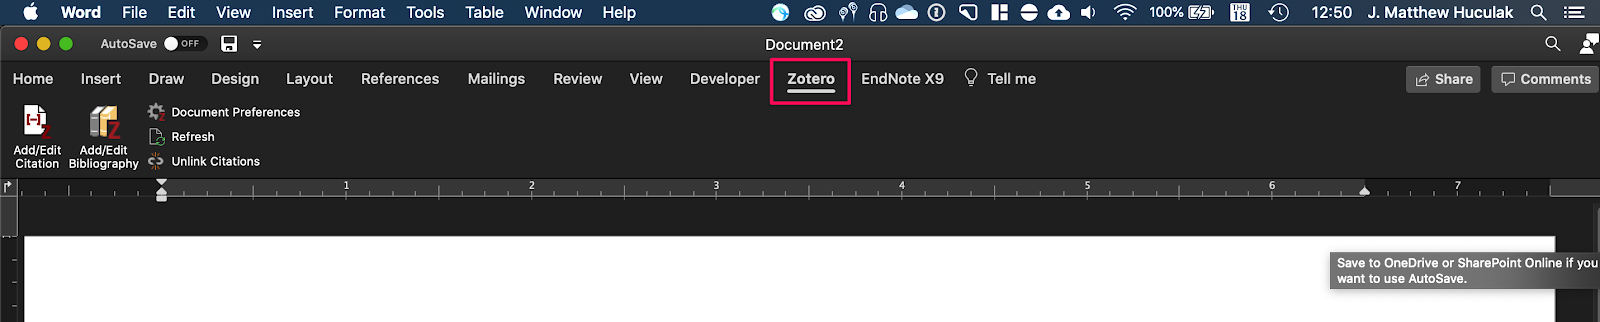 Word File Edit View Insert Format Tools Table Window Help 100% THU 18 12:50 J. Matthew Huculak
AutoSave OFF Document2
Home Insert Draw Design Layout References Mailings Review View Developer Zotero EndNote X9 Tell me Share Comments
Add/Edit Citation
Add/Edit Bibliography
Document Preferences
Refresh
Unlink Citations
1 2 3 4 5 6 7
Save to OneDrive or SharePoint Online if you
want to use AutoSave.